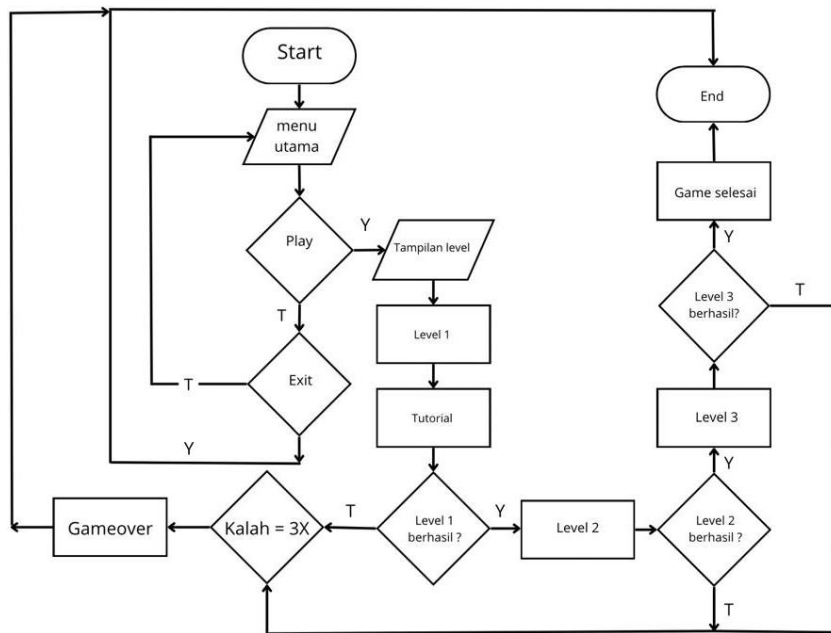 Start
menu
utama
Play
Y
Tampilan level
T
Level 1
Exit
T
Tutorial
Y
Level 1
berhasil ?
T
Kalah = 3X
Gameover
Y
Level 2
Level 2
berhasil ?
T
Y
Level 3
Level 3
berhasil?
T
Y
Game selesai
End